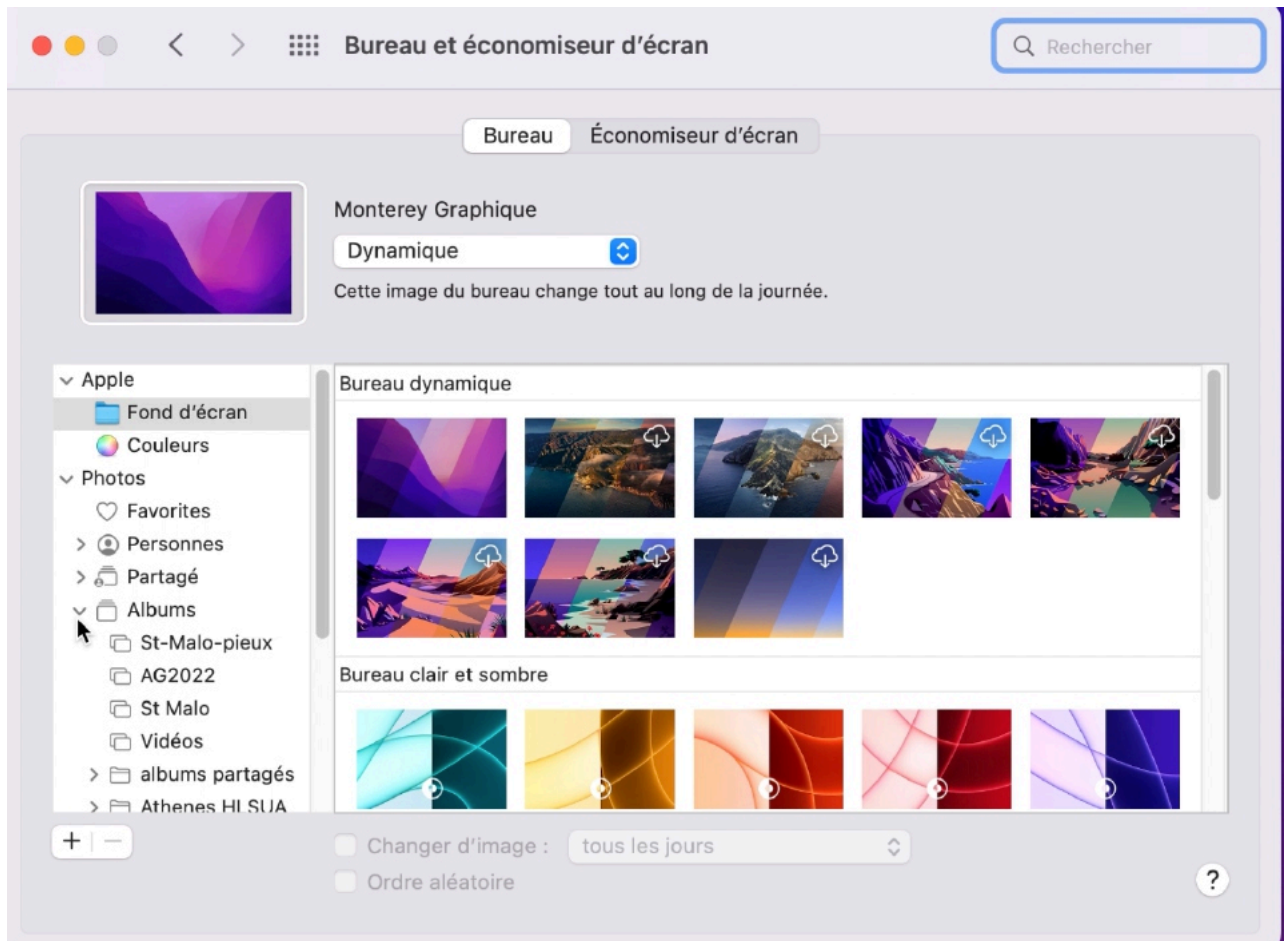 Bureau et économiseur d'écran
Rechercher
Bureau
Économiseur d'écran
Monterey Graphique
Dynamique
Cette image du bureau change tout au long de la journée.
Apple
Fond d'écran
Couleurs
Photos
Favorites
Personnes
Partagé
Albums
St-Malo-pieux
AG2022
St Malo
Vidéos
albums partagés
Athenes HLSUA
Bureau dynamique
Bureau clair et sombre
Changer d'image :
tous les jours
Ordre aléatoire
?